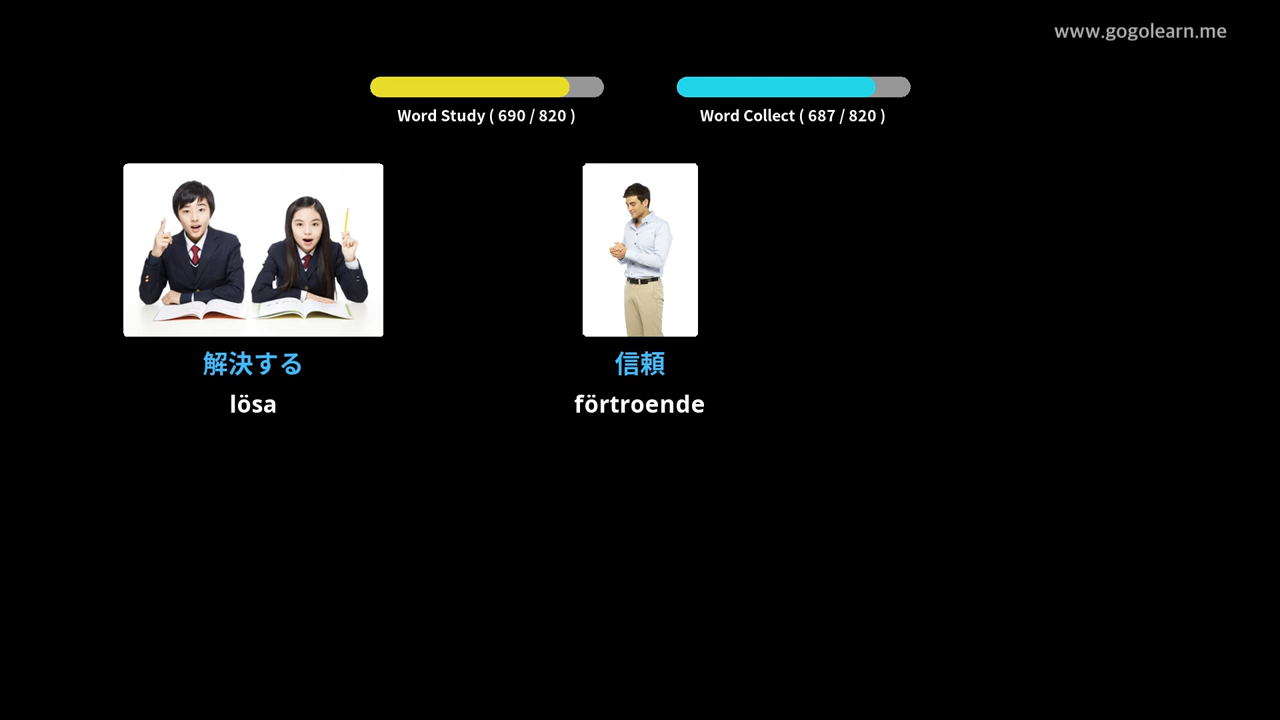 www.gogolearn.me
Word Study ( 690 / 820 )
Word Collect ( 687 / 820 )
解決する
lösa
信頼
förtroende